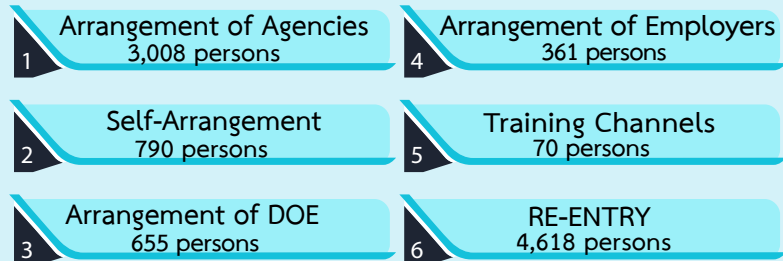 1
Arrangement of Agencies
3,008 persons
2
Self-Arrangement
790 persons
3
Arrangement of DOE
655 persons
4
Arrangement of Employers
361 persons
5
Training Channels
70 persons
6
RE-ENTRY
4,618 persons